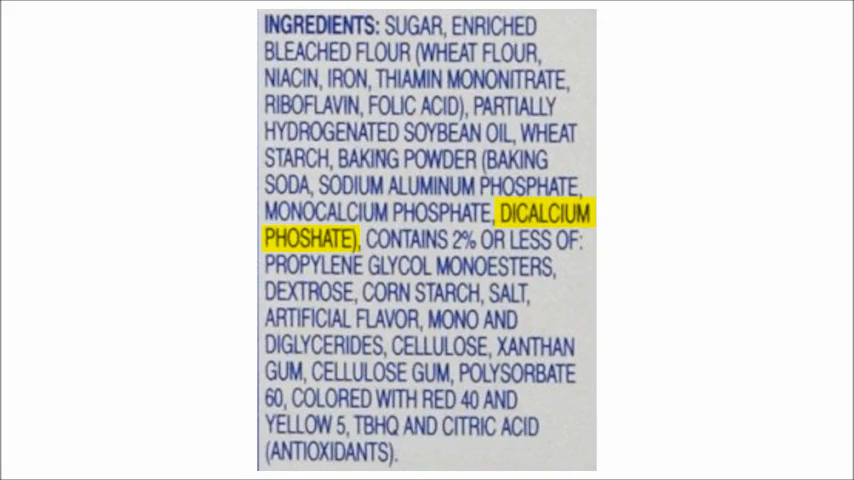 INGREDIENTS: SUGAR, ENRICHED
BLEACHED FLOUR (WHEAT FLOUR,
NIACIN, IRON, THIAMIN MONONITRATE,
RIBOFLAVIN, FOLIC ACID), PARTIALLY
HYDROGENATED SOYBEAN OIL, WHEAT
STARCH, BAKING POWDER (BAKING
SODA, SODIUM ALUMINUM PHOSPHATE,
MONOCALCIUM PHOSPHATE, DICALCIUM
PHOSHATE), CONTAINS 2% OR LESS OF:
PROPYLENE GLYCOL MONOESTERS,
DEXTROSE, CORN STARCH, SALT,
ARTIFICIAL FLAVOR, MONO AND
DIGLYCERIDES, CELLULOSE, XANTHAN
GUM, CELLULOSE GUM, POLYSORBATE
60, COLORED WITH RED 40 AND
YELLOW 5, TBHQ AND CITRIC ACID
(ANTIOXIDANTS).